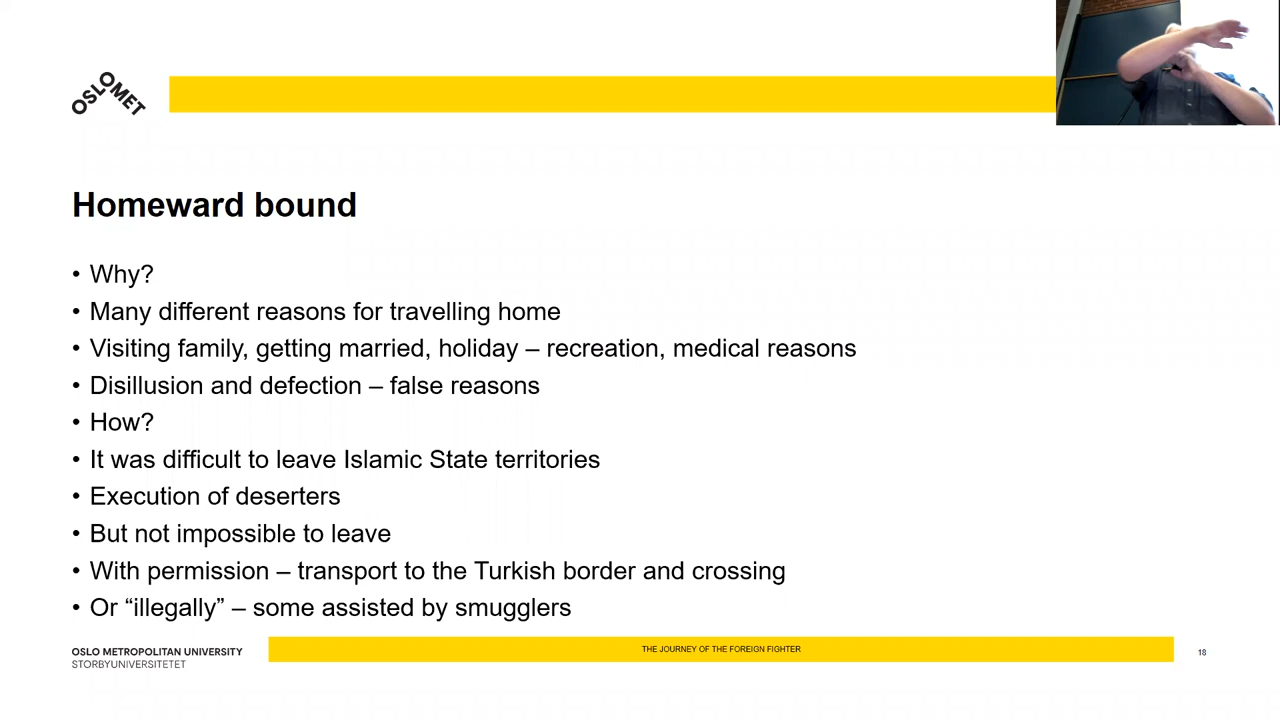 OSLOMET
Homeward bound
• Why?
• Many different reasons for travelling home
• Visiting family, getting married, holiday – recreation, medical reasons
• Disillusion and defection – false reasons
• How?
• It was difficult to leave Islamic State territories
• Execution of deserters
• But not impossible to leave
• With permission – transport to the Turkish border and crossing
• Or “illegally” – some assisted by smugglers
OSLO METROPOLITAN UNIVERSITY
STORBYUNIVERSITETET
THE JOURNEY OF THE FOREIGN FIGHTER
18